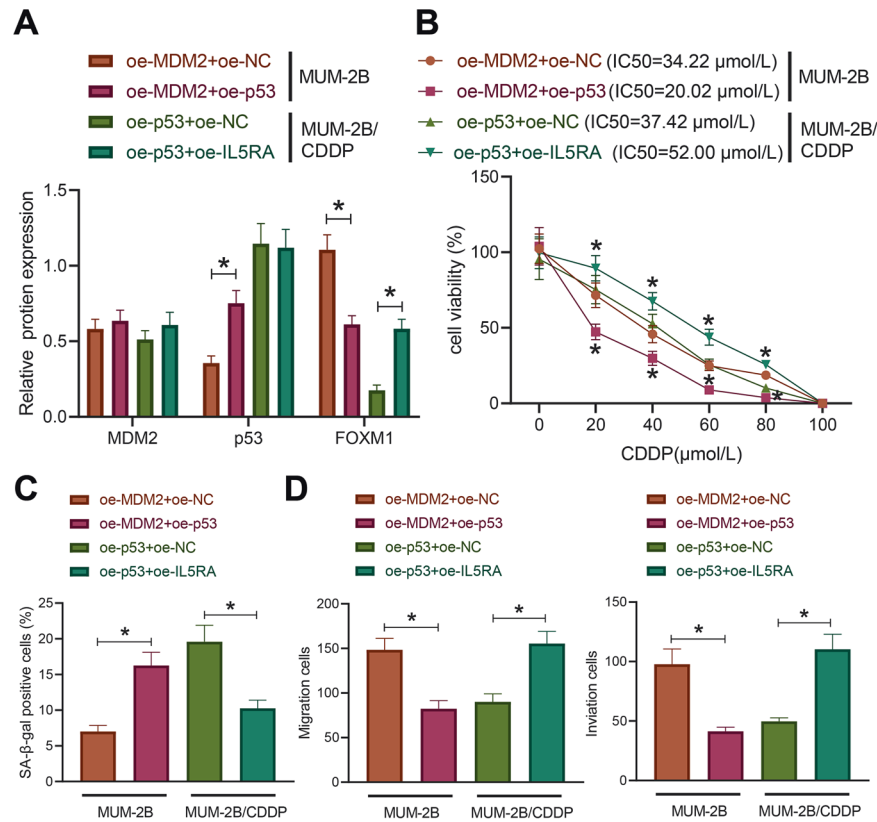 A
oe-MDM2+oe-NC
oe-MDM2+oe-p53
MUM-2B
oe-p53+oe-NC
oe-p53+oe-IL5RA
MUM-2B/
CDDP
Relative protien expression
1.5
1.0
0.5
0.0
*
*
*
MDM2
p53
FOXM1
B
oe-MDM2+oe-NC (IC50=34.22 μmol/L)
oe-MDM2+oe-p53 (IC50=20.02 μmol/L)
MUM-2B
oe-p53+oe-NC (IC50=37.42 μmol/L)
oe-p53+oe-IL5RA (IC50=52.00 μmol/L)
MUM-2B/
CDDP
cell viability (%)
150
100
50
0
*
*
*
*
*
*
*
*
0 20 40 60 80 100
CDDP(μmol/L)
C
oe-MDM2+oe-NC
oe-MDM2+oe-p53
oe-p53+oe-NC
oe-p53+oe-IL5RA
SA-β-gal positive cells (%)
25
20
15
10
5
0
*
*
MUM-2B
MUM-2B/CDDP
D
oe-MDM2+oe-NC
oe-MDM2+oe-p53
oe-p53+oe-NC
oe-p53+oe-IL5RA
Migration cells
200
150
100
50
0
*
*
MUM-2B
MUM-2B/CDDP
oe-MDM2+oe-NC
oe-MDM2+oe-p53
oe-p53+oe-NC
oe-p53+oe-IL5RA
Inviation cells
150
100
50
0
*
*
MUM-2B
MUM-2B/CDDP